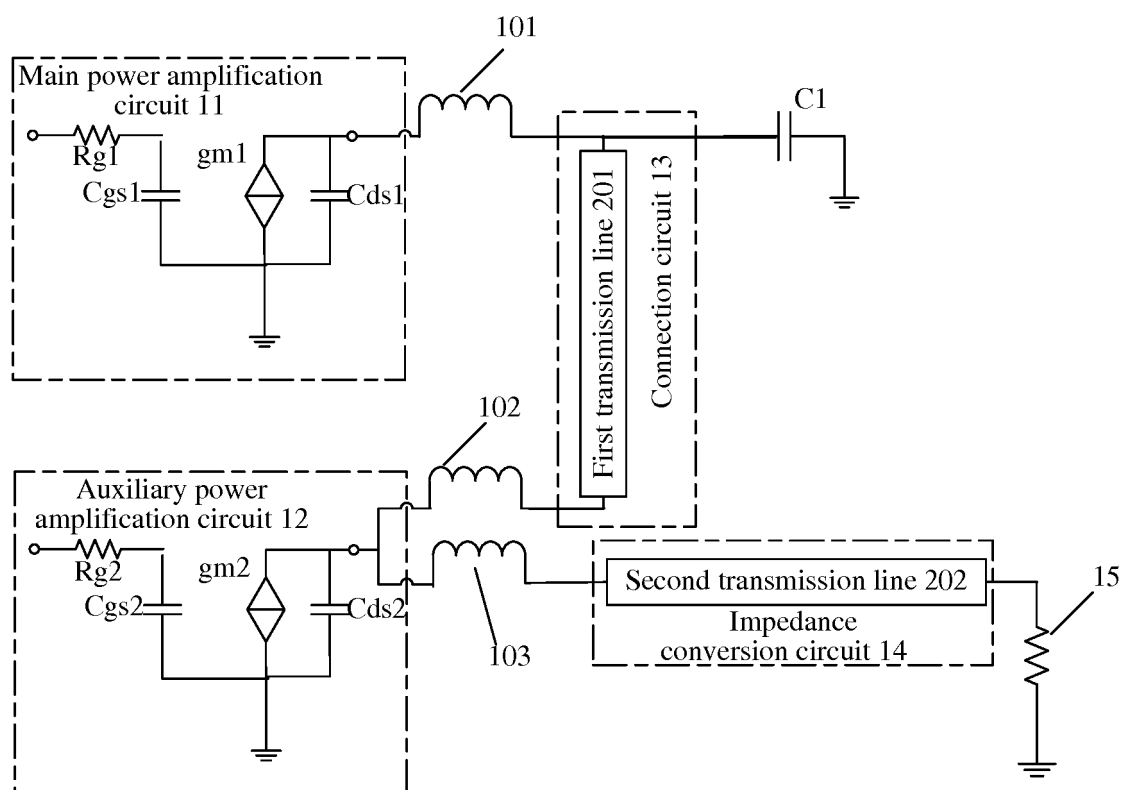 101
Main power amplification
circuit 11
C1
Rg1
gm1
Cgs1
Cds1
First transmission line 201
Connection circuit 13
102
Auxiliary power
amplification circuit 12
Rg2
gm2
Cgs2
Cds2
103
Second transmission line 202
15
Impedance
conversion circuit 14